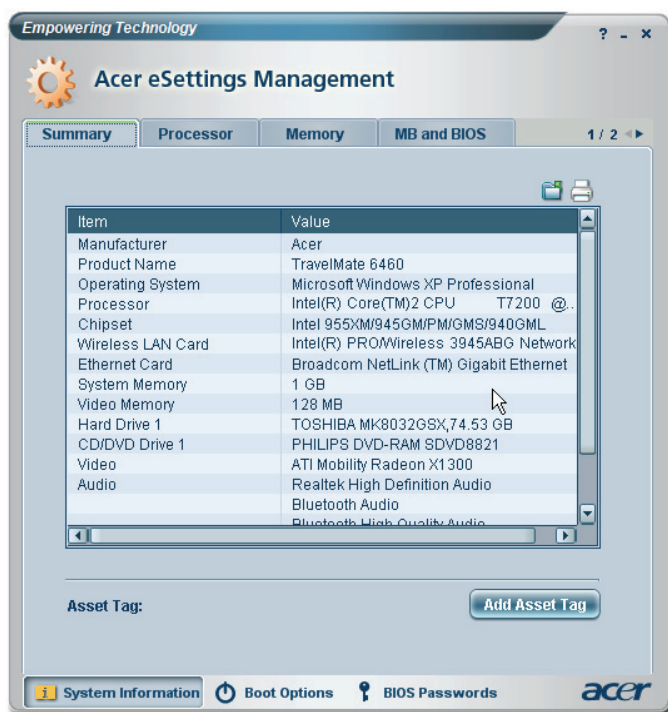 Empowering Technology
? - x
Acer eSettings Management
Summary Processor Memory MB and BIOS 1 / 2
Item Value
Manufacturer Acer
Product Name TravelMate 6460
Operating System Microsoft Windows XP Professional
Processor Intel(R) Core(TM)2 CPU T7200 @..
Chipset Intel 955XM/945GM/PM/GMS/940GML
Wireless LAN Card Intel(R) PRO/Wireless 3945ABG Network
Ethernet Card Broadcom NetLink (TM) Gigabit Ethernet
System Memory 1 GB
Video Memory 128 MB
Hard Drive 1 TOSHIBA MK8032GSX,74.53 GB
CD/DVD Drive 1 PHILIPS DVD-RAM SDVD8821
Video ATI Mobility Radeon X1300
Audio Realtek High Definition Audio
Bluetooth Audio
Bluetooth High Quality Audio
Asset Tag: Add Asset Tag
i System Information Boot Options BIOS Passwords acer